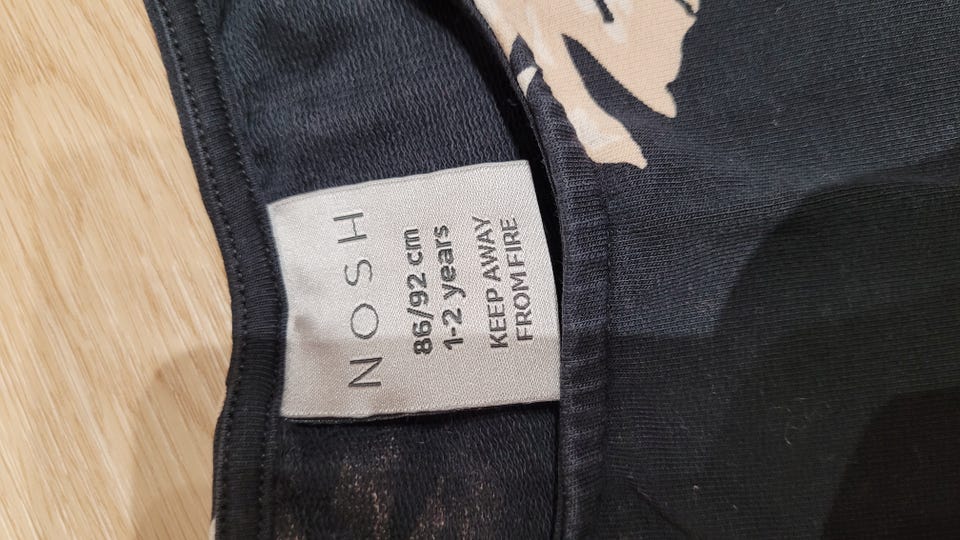 NOSH
86/92 cm
1-2 years
KEEP AWAY
FROM FIRE